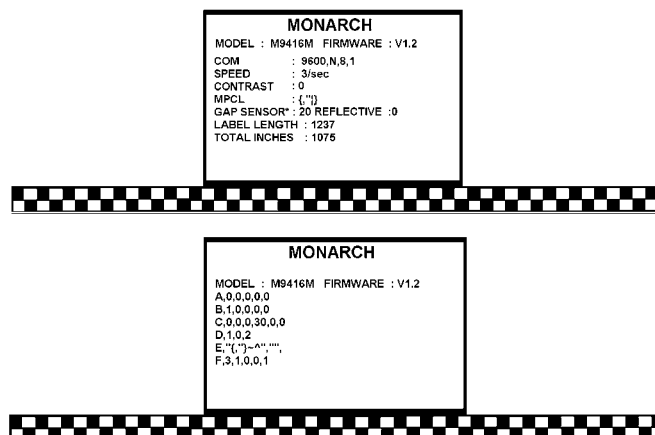 MONARCH
MODEL : M9416M FIRMWARE : V1.2
COM : 9600,N,8,1
SPEED : 3/sec
CONTRAST : 0
MPCL : {,"|}
GAP SENSOR* : 20 REFLECTIVE :0
LABEL LENGTH : 1237
TOTAL INCHES : 1075
MONARCH
MODEL : M9416M FIRMWARE : V1.2
A,0,0,0,0,0
B,1,0,0,0,0
C,0,0,0,30,0,0
D,1,0,2
E,"{,"}~^","",
F,3,1,0,0,1